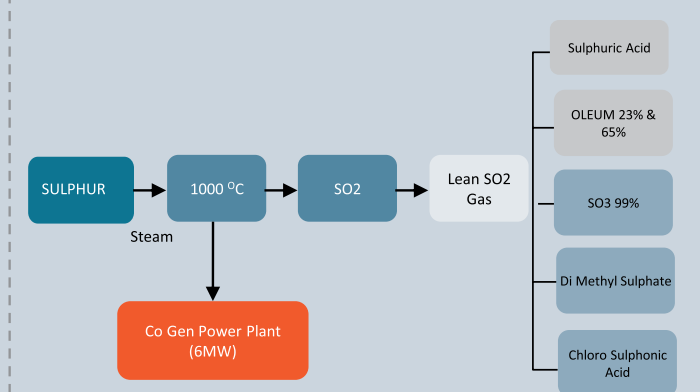 SULPHUR
1000 ᴼC
SO2
Lean SO2
Gas
Steam
Co Gen Power Plant
(6MW)
Sulphuric Acid
OLEUM 23% &
65%
SO3 99%
Di Methyl Sulphate
Chloro Sulphonic
Acid